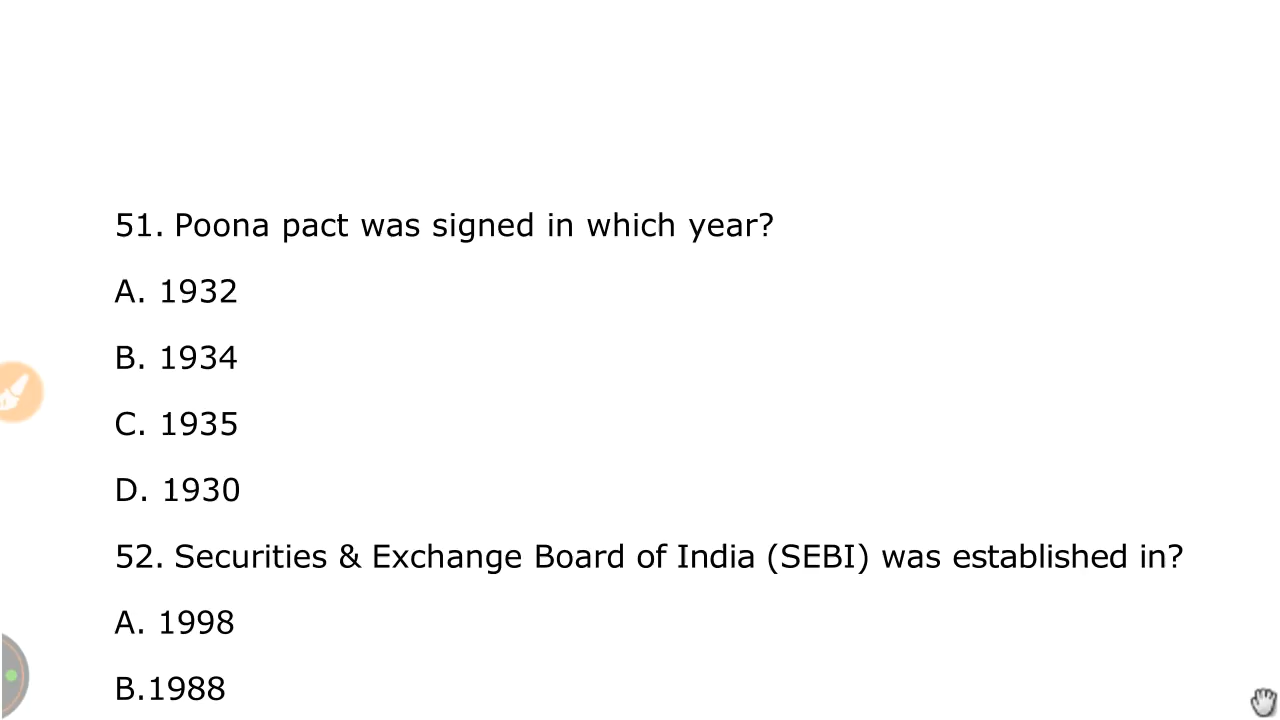 51. Poona pact was signed in which year?
A. 1932
B. 1934
C. 1935
D. 1930
52. Securities & Exchange Board of India (SEBI) was established in?
A. 1998
B.1988